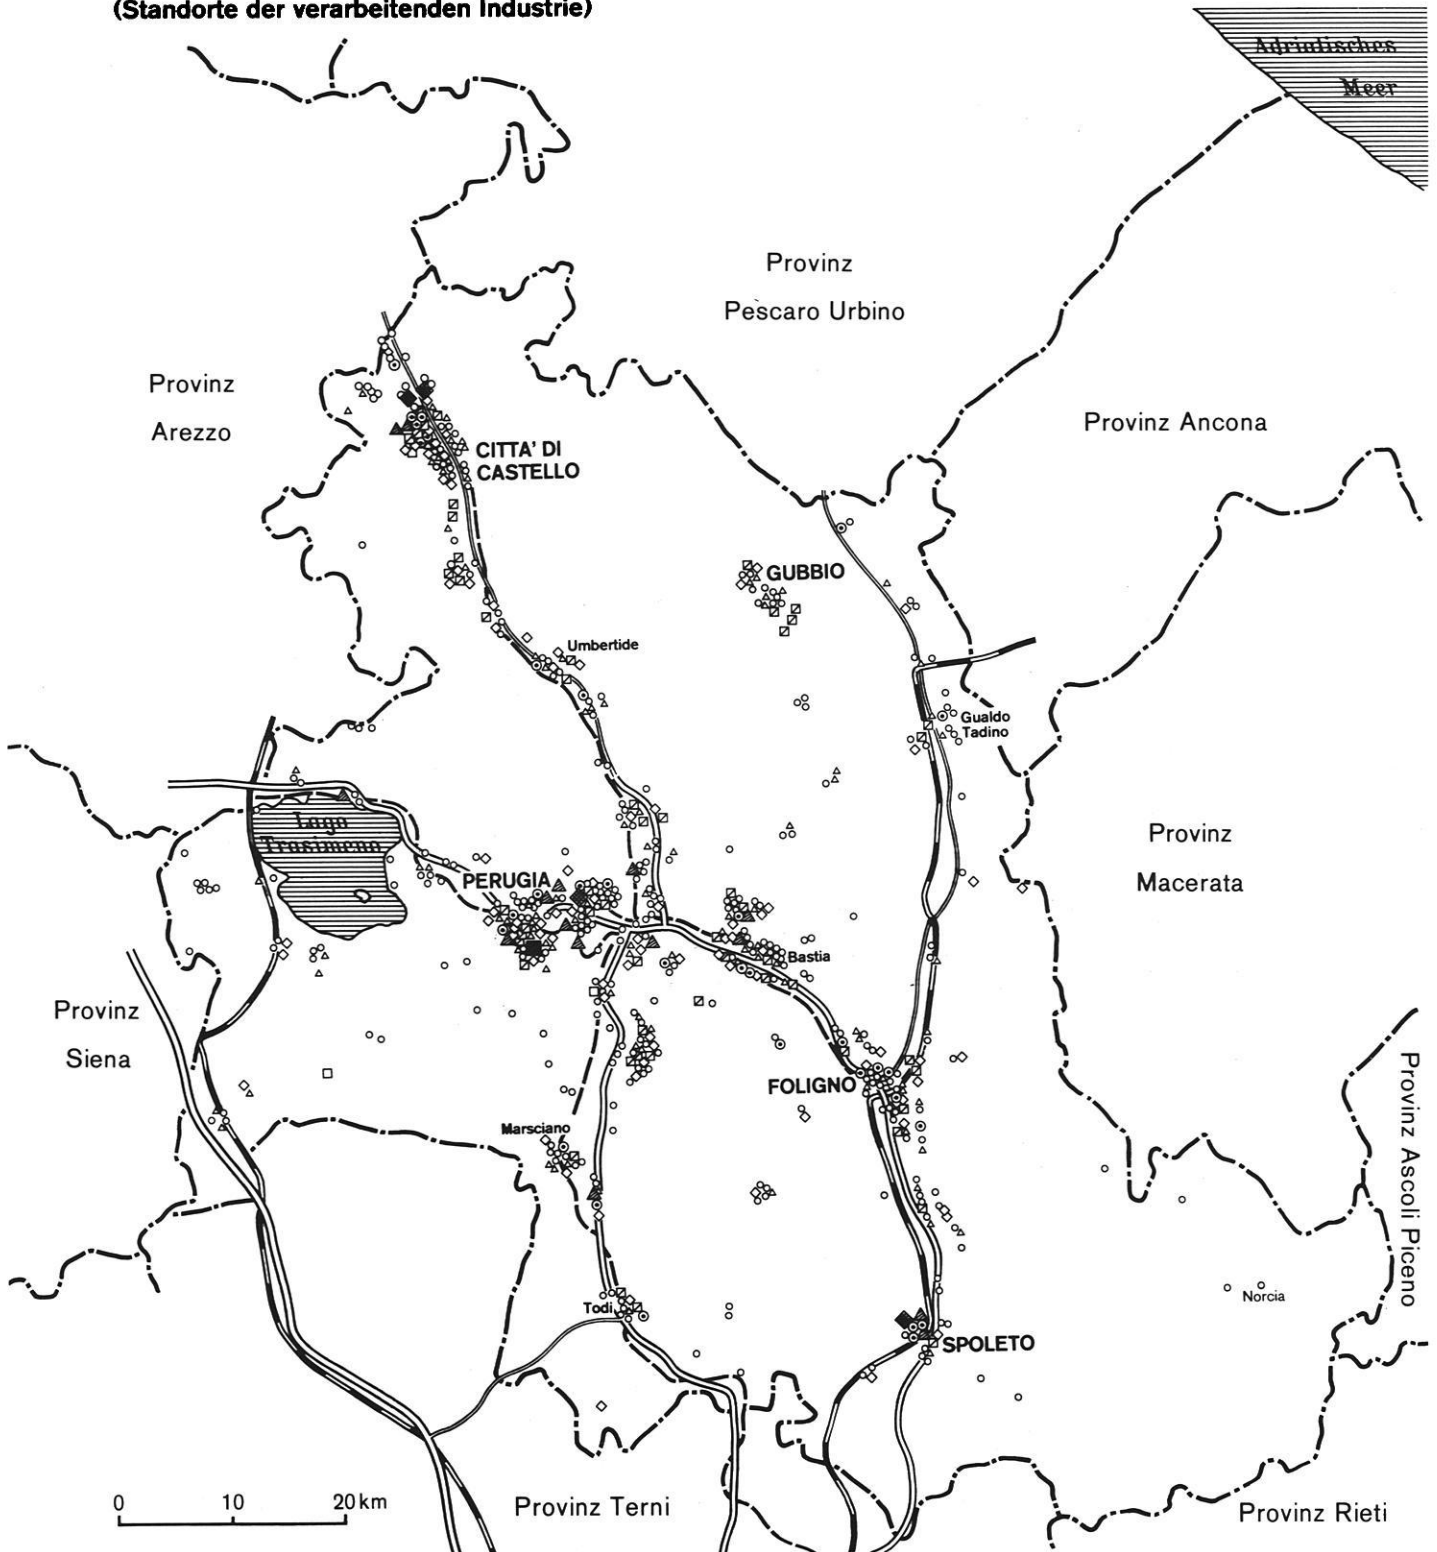 (Standorte der verarbeitenden Industrie)
Adriatisches
Meer
Provinz
Pescaro Urbino
Provinz
Arezzo
Provinz Ancona
CITTA' DI
CASTELLO
GUBBIO
Umbertide
Gualdo
Tadino
Lago
Trasimeno
Provinz
Macerata
PERUGIA
Bastia
Provinz
Siena
FOLIGNO
Provinz Ascoli Piceno
Marsciano
Norcia
Todi
SPOLETO
0 10 20 km
Provinz Terni
Provinz Rieti